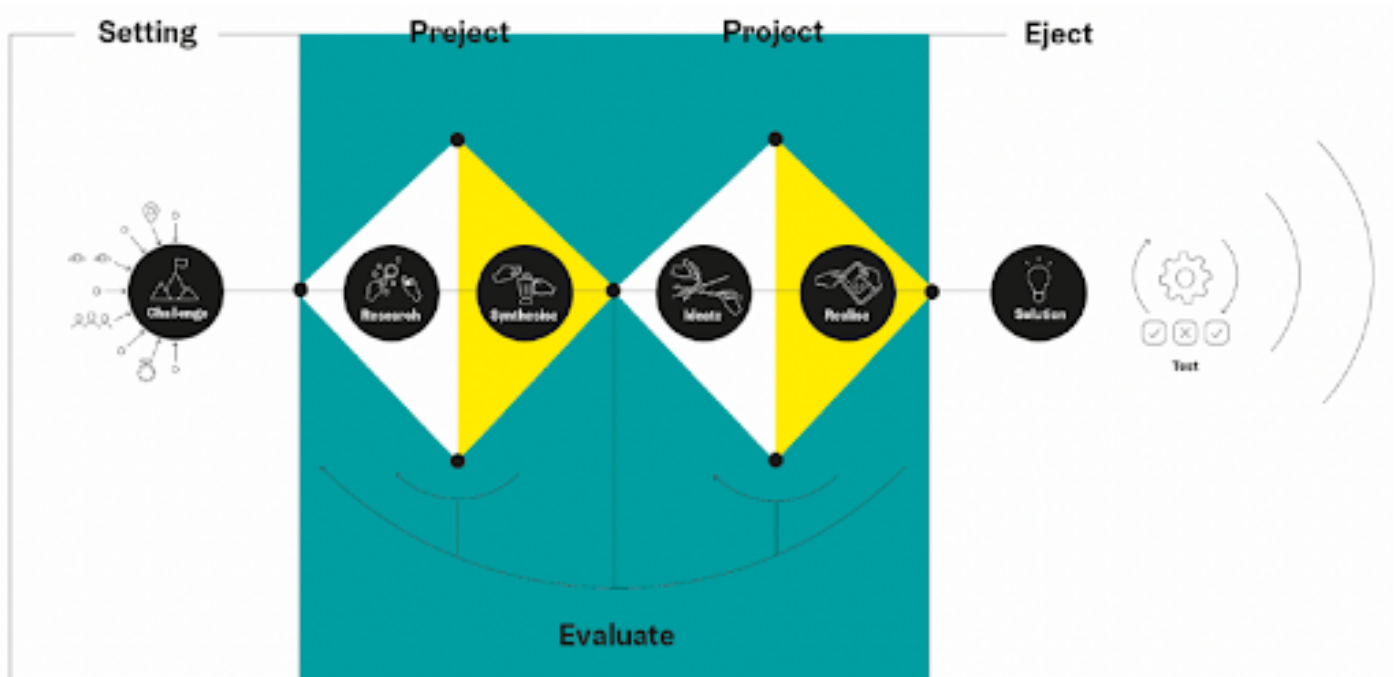 Setting
Preject
Project
Eject
Challenge
Research
Synthesise
Ideate
Realise
Solution
Test
Evaluate